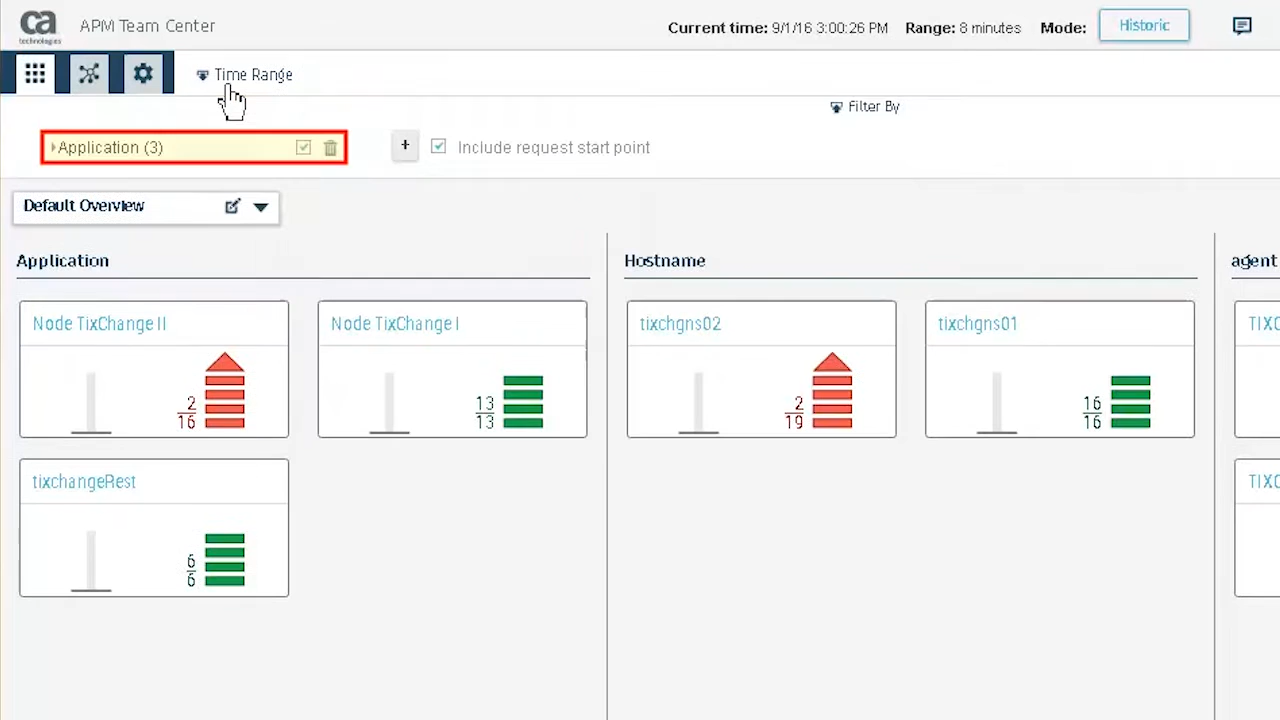 ca
technologies
APM Team Center
Current time: 9/1/16 3:00:26 PM Range: 8 minutes Mode: Historic
Time Range
Filter By
Application (3)
+
Include request start point
Default Overview
Application
Hostname
agent
Node TixChange II
Node TixChange I
tixchgns02
tixchgns01
TIXC
2
16
13
13
2
19
16
16
tixchangeRest
TIXC
6
6